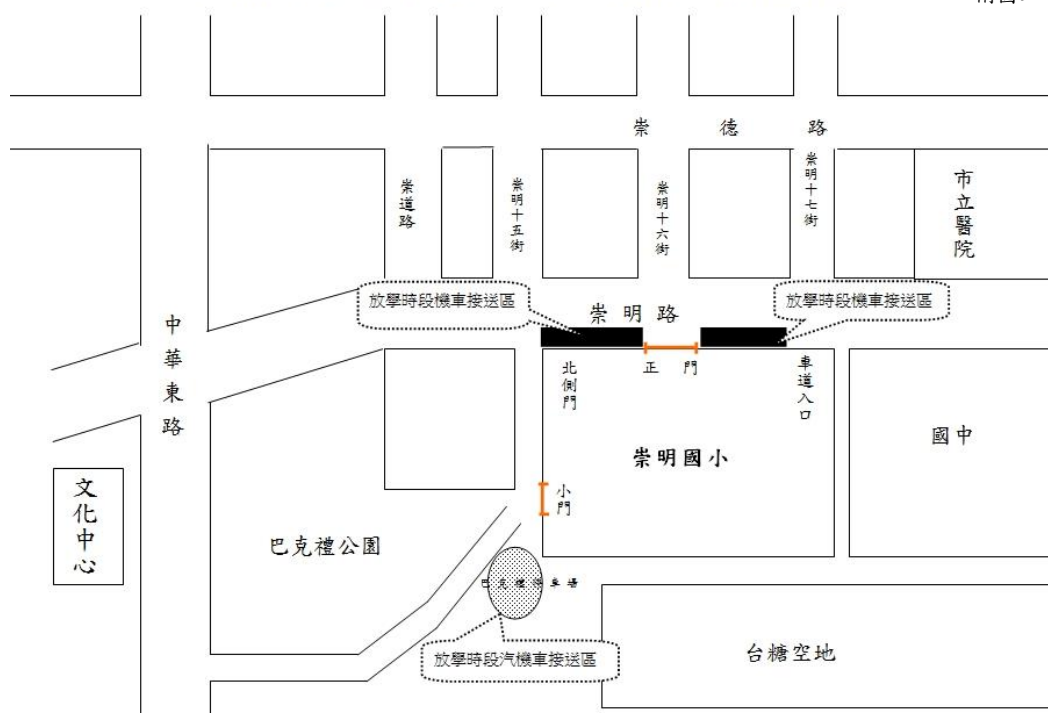 崇德路
崇道路
崇明十五街
崇明十六街
崇明十七街
市立醫院
放學時段機車接送區
放學時段機車接送區
崇明路
中華東路
北側門
正門
車道入口
國中
崇明國小
文化中心
小門
巴克禮公園
巴克禮停車場
放學時段汽機車接送區
台糖空地